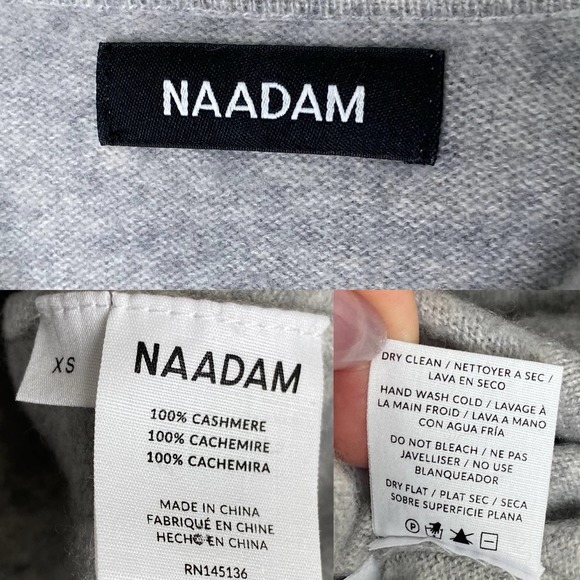 NAADAM
XS
NAADAM
100% CASHMERE
100% CACHEMIRE
100% CACHEMIRA
MADE IN CHINA
FABRIQUÉ EN CHINE
HECHO EN CHINA
RN145136
DRY CLEAN / NETTOYER A SEC /
LAVA EN SECO
HAND WASH COLD / LAVAGE À
LA MAIN FROID / LAVA A MANO
CON AGUA FRÍA
DO NOT BLEACH / NE PAS
JAVELLISER / NO USE
BLANQUEADOR
DRY FLAT / PLAT SEC / SECA
SOBRE SUPERFICIE PLANA